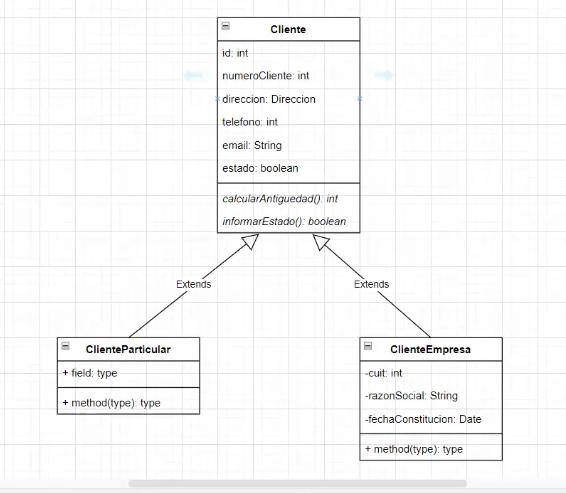 Cliente
id: int
numeroCliente: int
direccion: Direccion
telefono: int
email: String
estado: boolean
calcularAntiguedad(): int
informarEstado(): boolean
Extends
Extends
ClienteParticular
+ field: type
+ method(type): type
ClienteEmpresa
-cuit: int
-razonSocial: String
-fechaConstitucion: Date
+ method(type): type